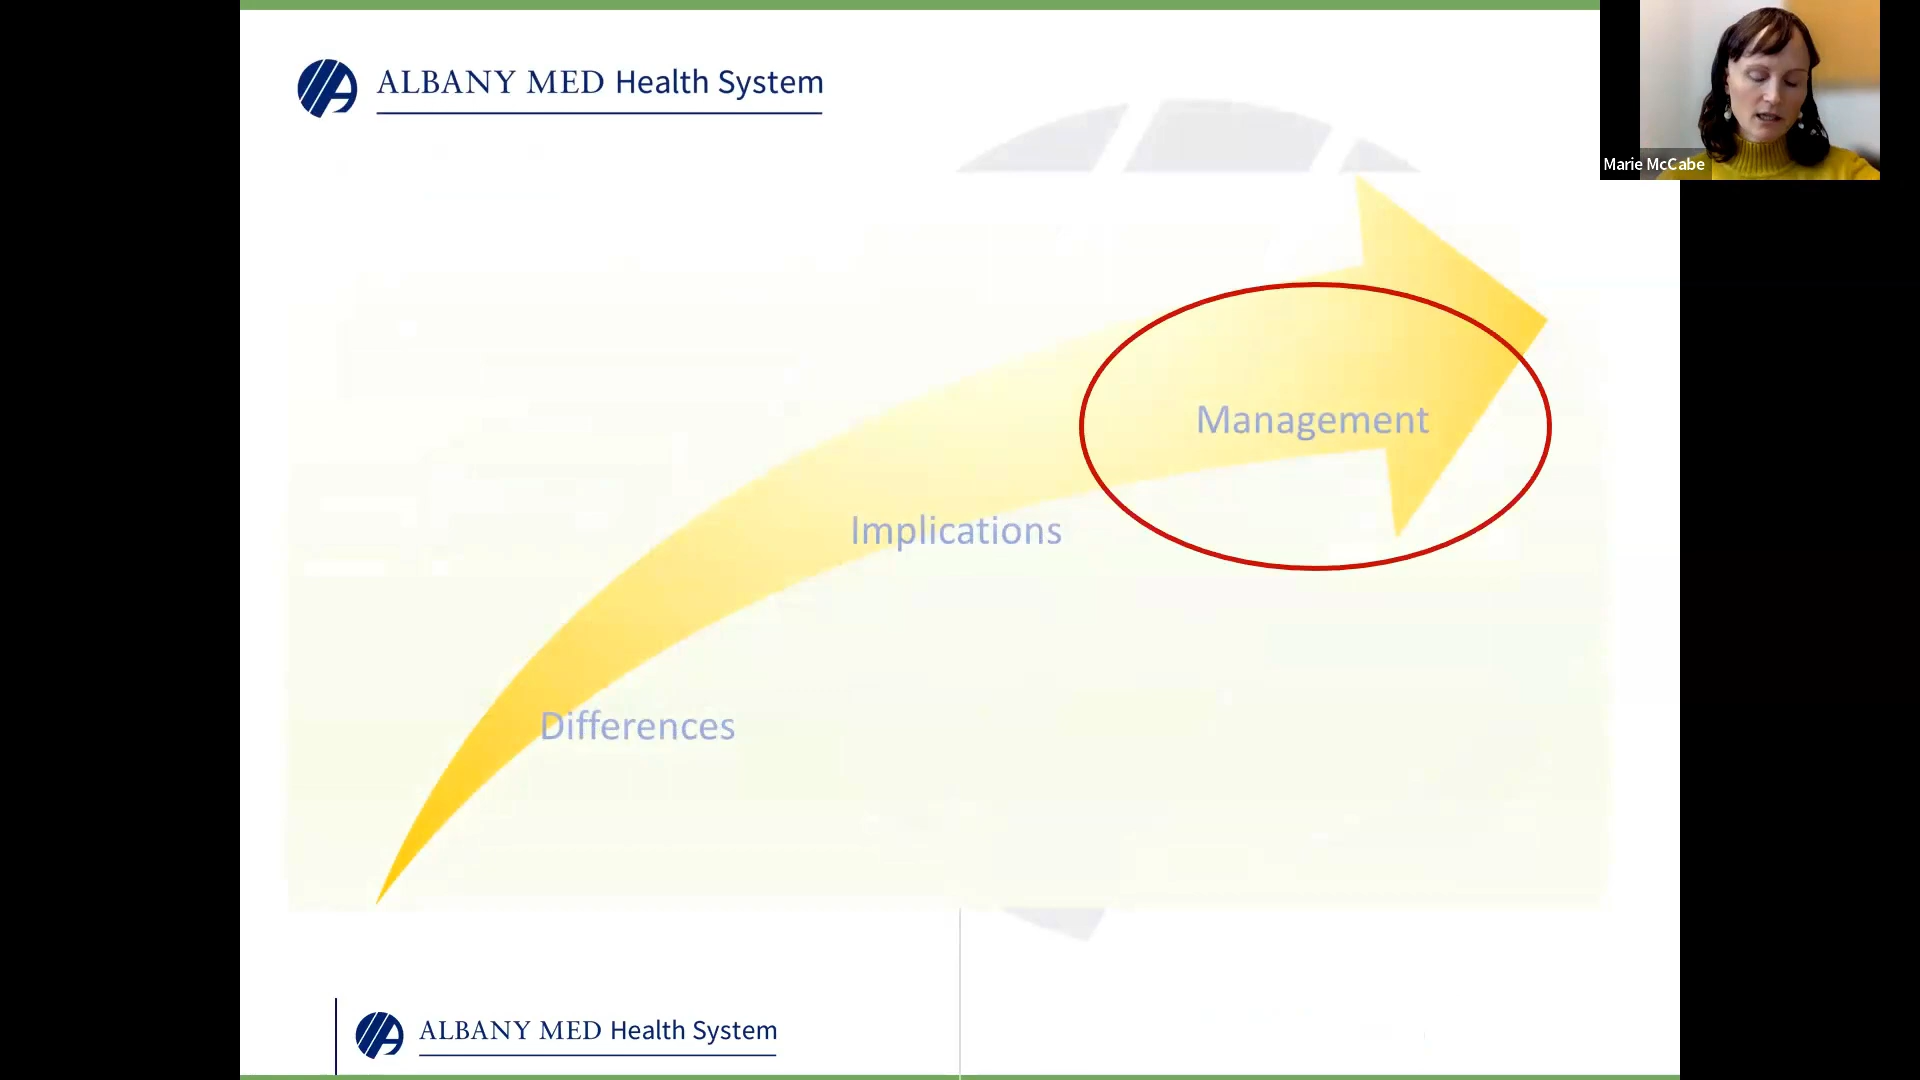 ALBANY MED Health System
Marie McCabe
Management
Implications
Differences
ALBANY MED Health System